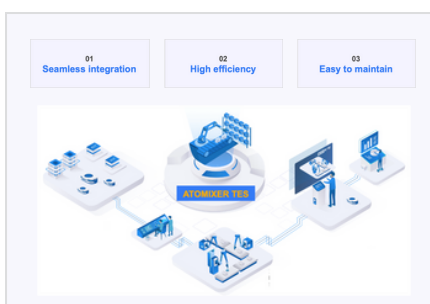 01
Seamless integration
02
High efficiency
03
Easy to maintain
ATOMIXER TES